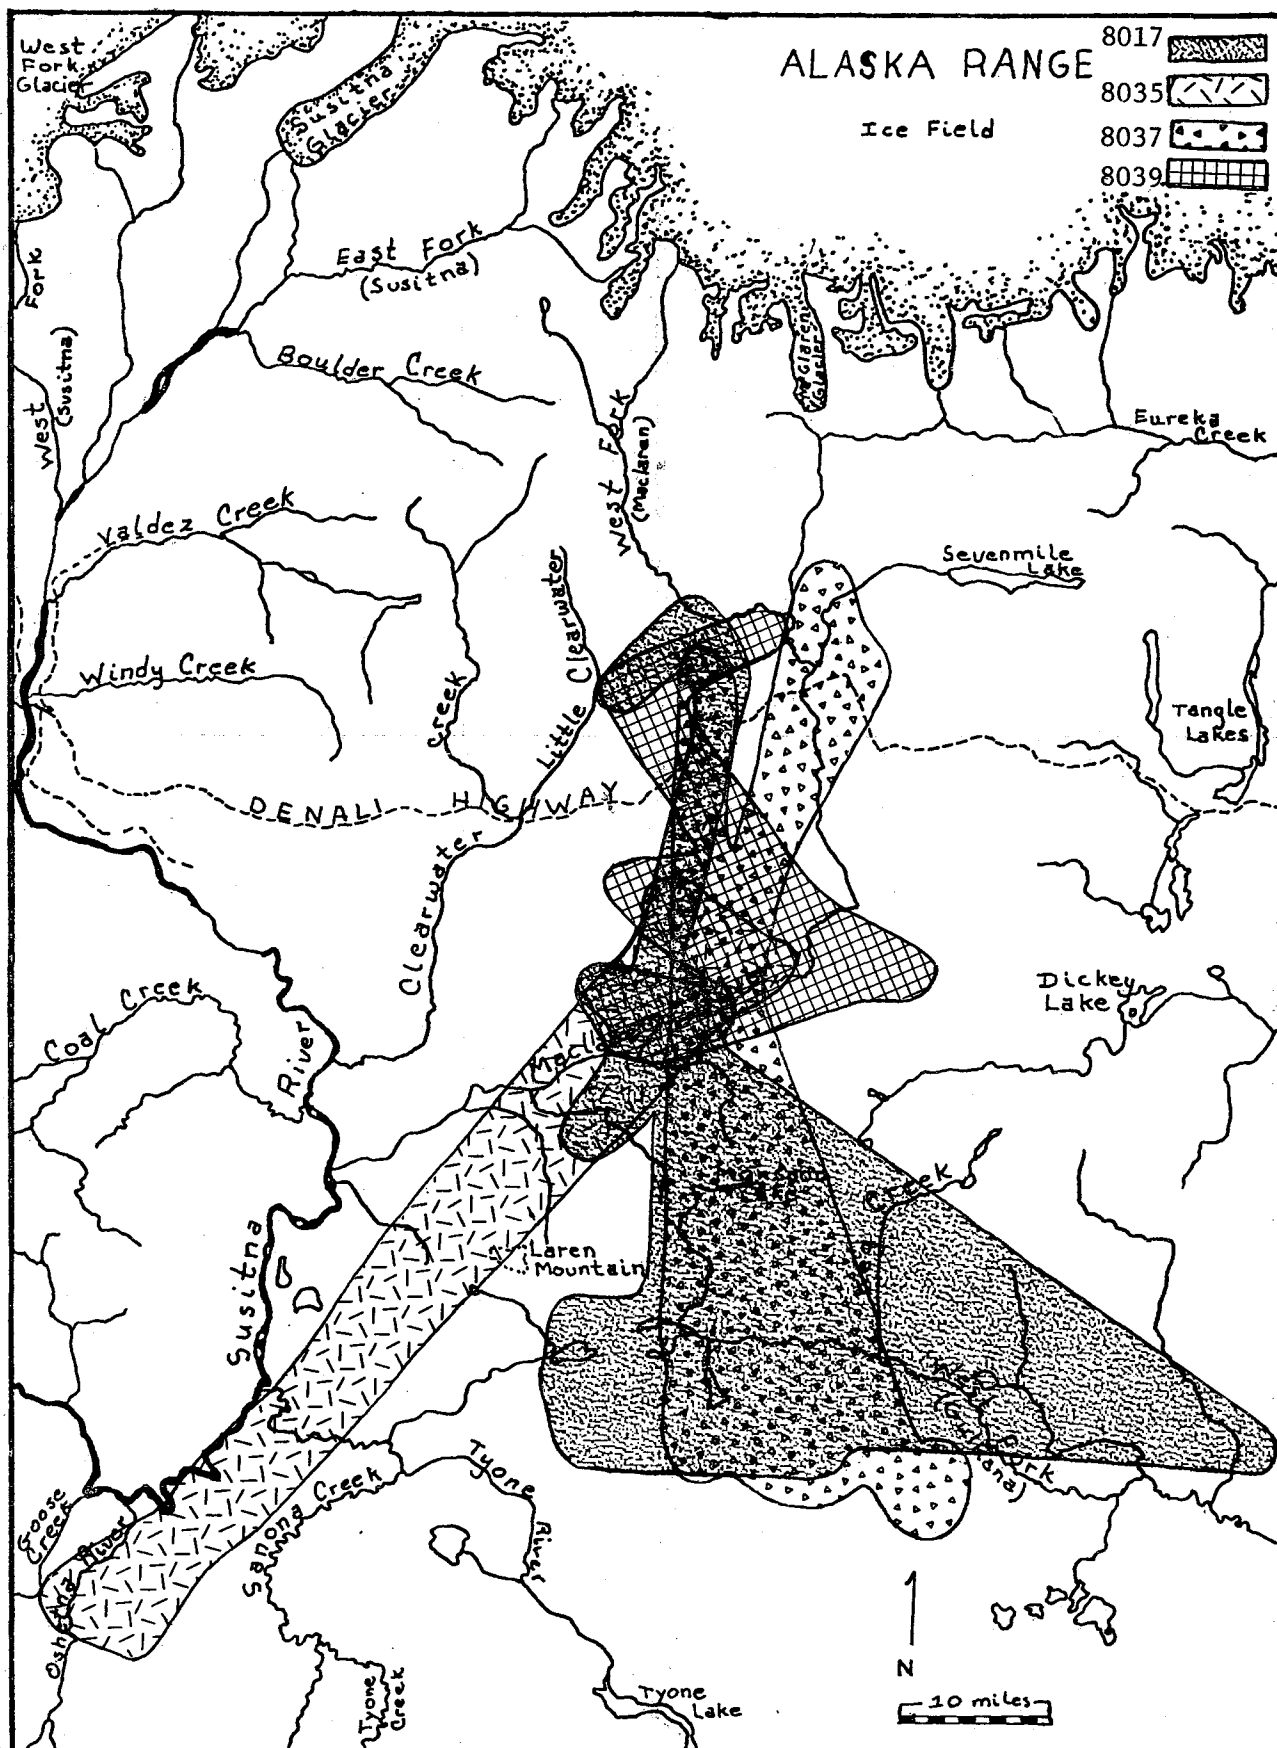 West
Fork
Glacier
Susitna
Glacier
ALASKA RANGE
Ice Field
8017
8035
8037
8039
East Fork
(Susitna)
Fork
West
(Susitna)
Boulder Creek
West Fork
(Maclaren)
Glacier
Eureka
Creek
Valdez Creek
Sevenmile
Lake
Little Clearwater
Creek
Windy Creek
Tangle
Lakes
DENALI HIGHWAY
Clearwater
Coal Creek
River
Dickey
Lake
Susitna
Creek
Laren
Mountain
West
Fork
Goose
Creek
Oshetna River
Sanona Creek
Tyone
River
Tyone
Creek
Tyone
Lake
N
10 miles